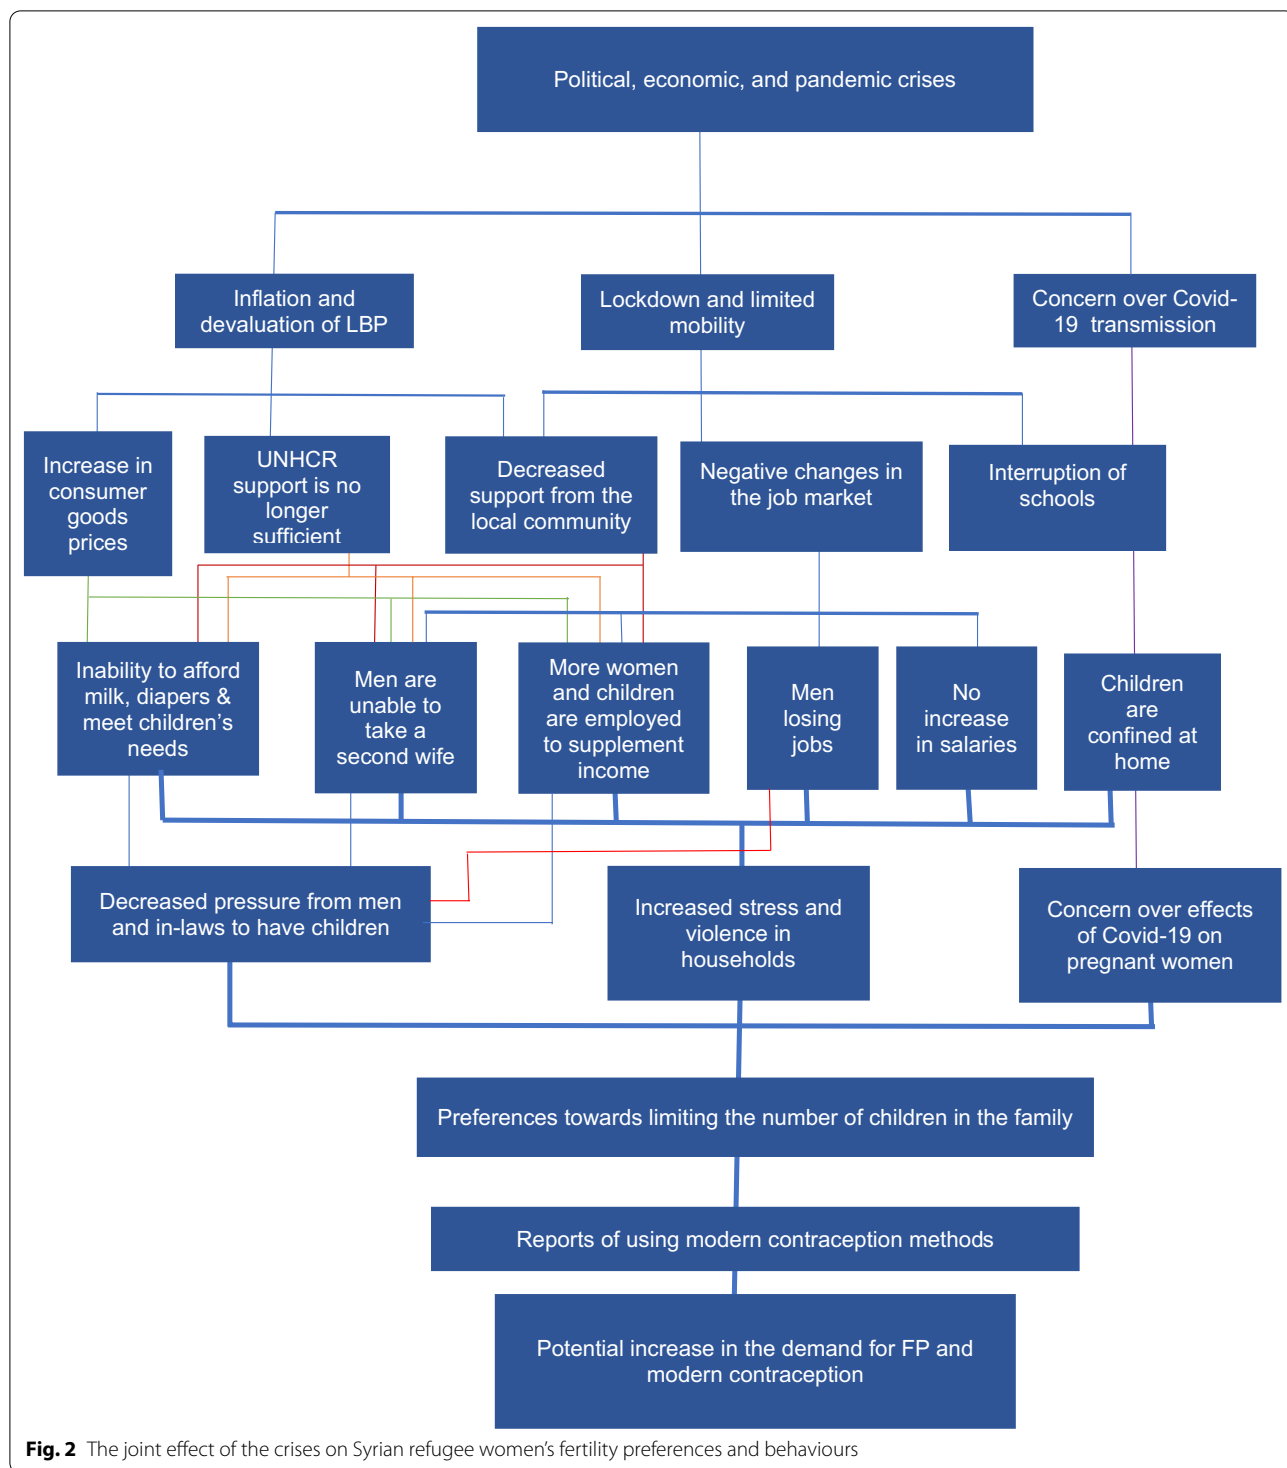 Political, economic, and pandemic crises
Inflation and
devaluation of LBP
Lockdown and limited
mobility
Concern over Covid-
19 transmission
Increase in
consumer
goods
prices
UNHCR
support is no
longer
sufficient
Decreased
support from the
local community
Negative changes in
the job market
Interruption of
schools
Inability to afford
milk, diapers &
meet children's
needs
Men are
unable to
take a
second wife
More women
and children
are employed
to supplement
income
Men
losing
jobs
No
increase
in salaries
Children
are
confined at
home
Decreased pressure from men
and in-laws to have children
Increased stress and
violence in
households
Concern over effects
of Covid-19 on
pregnant women
Preferences towards limiting the number of children in the family
Reports of using modern contraception methods
Potential increase in the demand for FP and
modern contraception
Fig. 2 The joint effect of the crises on Syrian refugee women's fertility preferences and behaviours